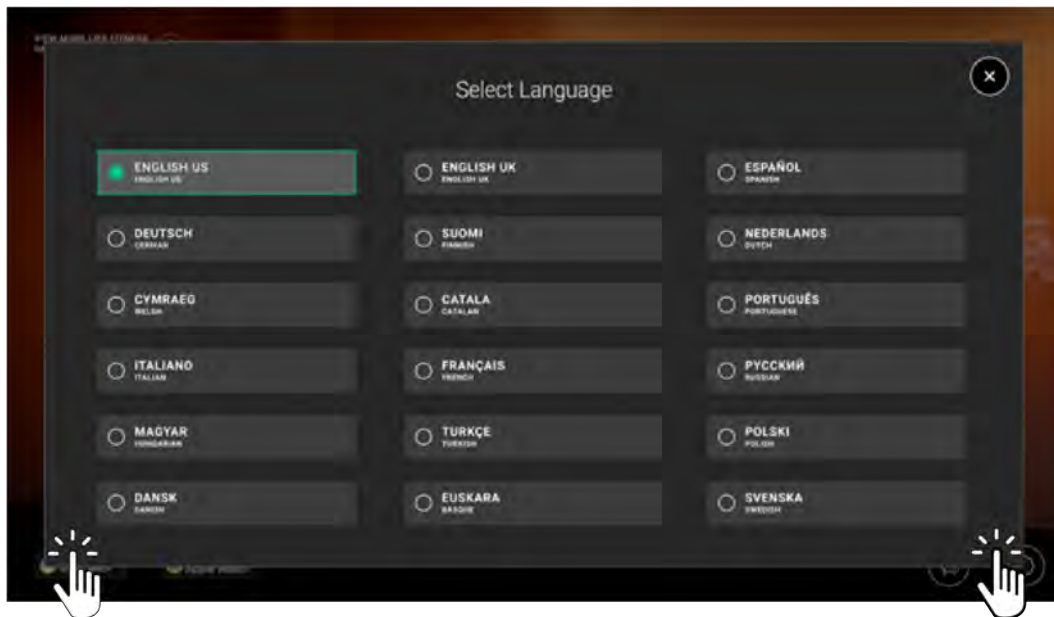 Select Language
ENGLISH US
ENGLISH US
ENGLISH UK
ENGLISH UK
ESPAÑOL
SPANISH
DEUTSCH
GERMAN
SUOMI
FINNISH
NEDERLANDS
DUTCH
CYMRAEG
WELSH
CATALA
CATALAN
PORTUGUÊS
PORTUGUESE
ITALIANO
ITALIAN
FRANÇAIS
FRENCH
РУССКИЙ
RUSSIAN
MAGYAR
HUNGARIAN
TURKÇE
TURKISH
POLSKI
POLISH
DANSK
DANISH
EUSKARA
BASQUE
SVENSKA
SWEDISH